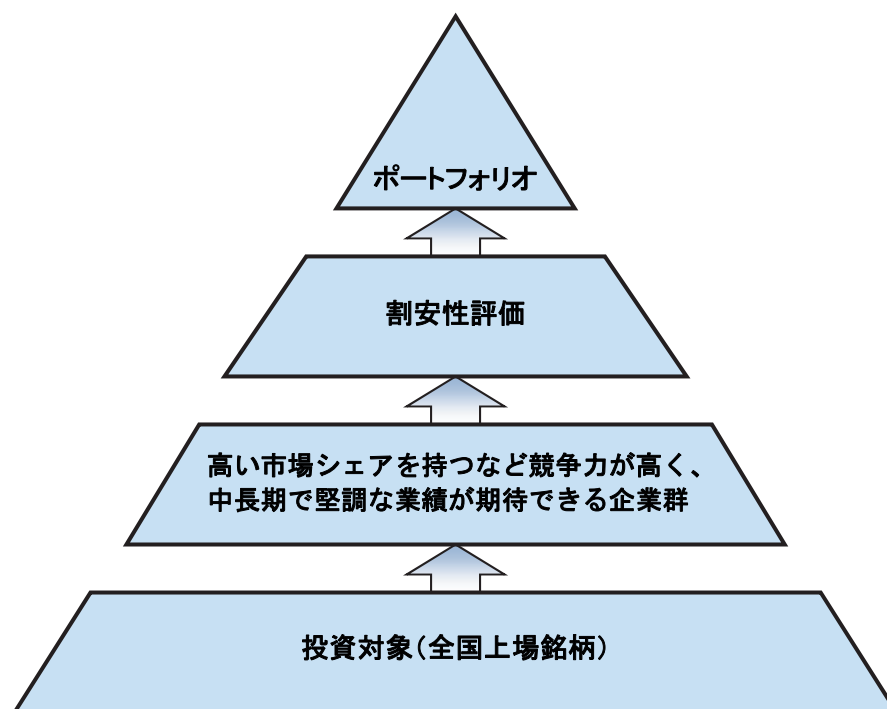 ポートフォリオ
割安性評価
高い市場シェアを持つなど競争力が高く、
中長期で堅調な業績が期待できる企業群
投資対象(全国上場銘柄)